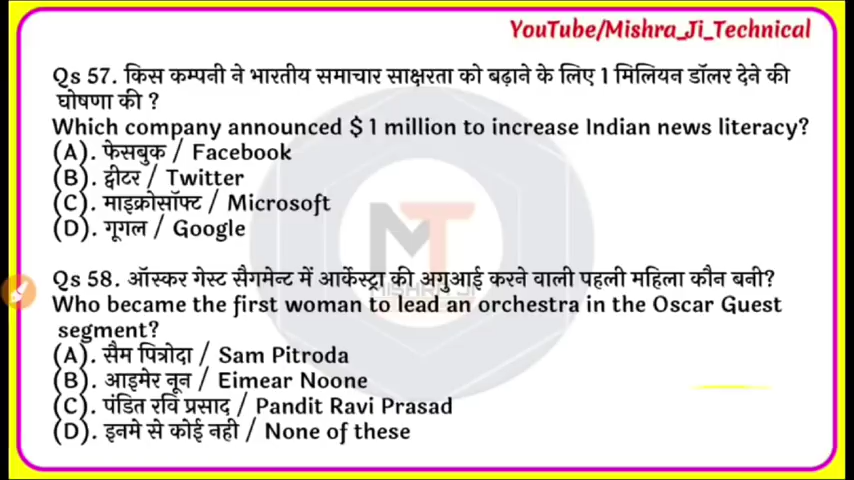 YouTube/Mishra_Ji_Technical
Qs 57. किस कम्पनी ने भारतीय समाचार साक्षरता को बढ़ाने के लिए 1 मिलियन डॉलर देने की
घोषणा की ?
Which company announced $ 1 million to increase Indian news literacy?
(A). फेसबुक / Facebook
(B). ट्वीटर / Twitter
(C). माइक्रोसॉफ्ट / Microsoft
(D). गूगल / Google
Qs 58. ऑस्कर गेस्ट सैगमेन्ट में आर्केस्ट्रा की अगुआई करने वाली पहली महिला कौन बनी?
Who became the first woman to lead an orchestra in the Oscar Guest
segment?
(A). सैम पित्रोदा / Sam Pitroda
(B). आइमेर नून / Eimear Noone
(C). पंडित रवि प्रसाद / Pandit Ravi Prasad
(D). इनमे से कोई नही / None of these
MT
MISHRA JI